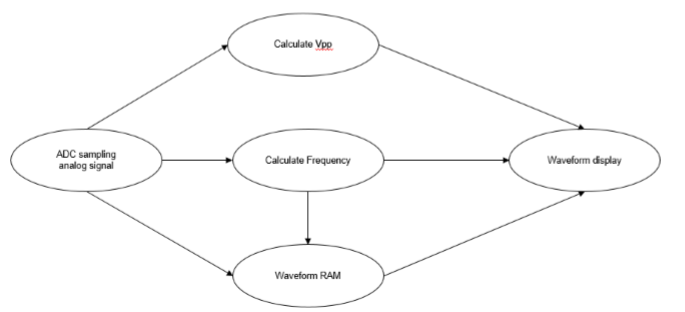 Calculate Vpp
ADC sampling
analog signal
Calculate Frequency
Waveform display
Waveform RAM